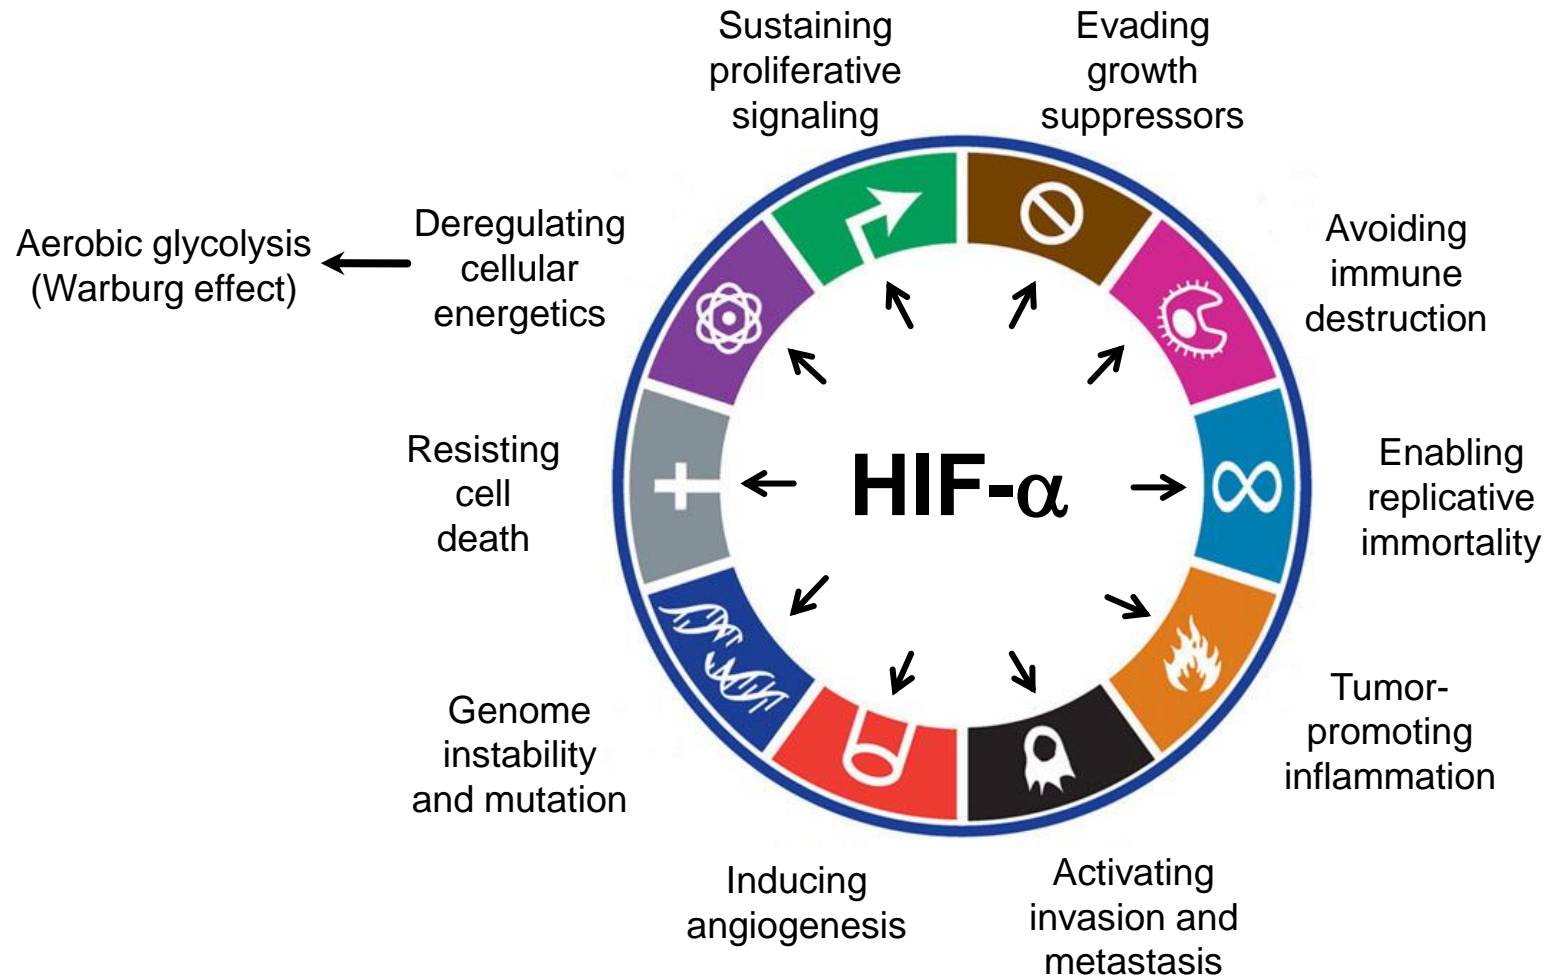 Sustaining
proliferative
signaling
Evading
growth
suppressors
Aerobic glycolysis
(Warburg effect)
Deregulating
cellular
energetics
Avoiding
immune
destruction
Resisting
cell
death
HIF-α
Enabling
replicative
immortality
Genome
instability
and mutation
Tumor-
promoting
inflammation
Inducing
angiogenesis
Activating
invasion and
metastasis